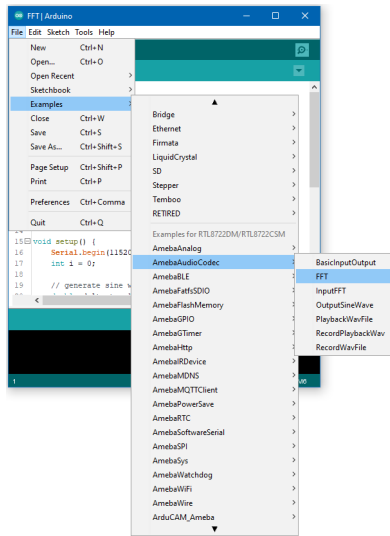 FFT | Arduino
File Edit Sketch Tools Help
New Ctrl+N
Open... Ctrl+O
Open Recent
Sketchbook
Examples
Close Ctrl+W
Save Ctrl+S
Save As... Ctrl+Shift+S
Page Setup Ctrl+Shift+P
Print Ctrl+P
Preferences Ctrl+Comma
Quit Ctrl+Q
Bridge
Ethernet
Firmata
LiquidCrystal
SD
Stepper
Temboo
RETIRED
Examples for RTL8722DM/RTL8722CSM
AmebaAnalog
AmebaAudioCodec
AmebaBLE
AmebaFatfsSDIO
AmebaFlashMemory
AmebaGPIO
AmebaGTimer
AmebaHttp
AmebaIRDevice
AmebaMDNS
AmebaMQTTClient
AmebaPowerSave
AmebaRTC
AmebaSoftwareSerial
AmebaSPI
AmebaSys
AmebaWatchdog
AmebaWiFi
AmebaWire
ArduCAM_Ameba
BasicInputOutput
FFT
InputFFT
OutputSineWave
PlaybackWavFile
RecordPlaybackWav
RecordWavFile
15 void setup() {
16 Serial.begin(11520
17 int i = 0;
18
19 // generate sine w
1